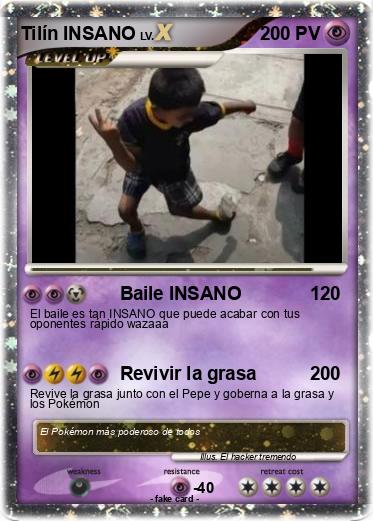 Tilín INSANO LV.X 200 PV
LEVEL UP
Baile INSANO 120
El baile es tan INSANO que puede acabar con tus
oponentes rápido wazaaa
Revivir la grasa 200
Revive la grasa junto con el Pepe y goberna a la grasa y
los Pokémon
El Pokémon más poderoso de todos
Illus. El hacker tremendo
weakness resistance retreat cost
-40
- fake card -